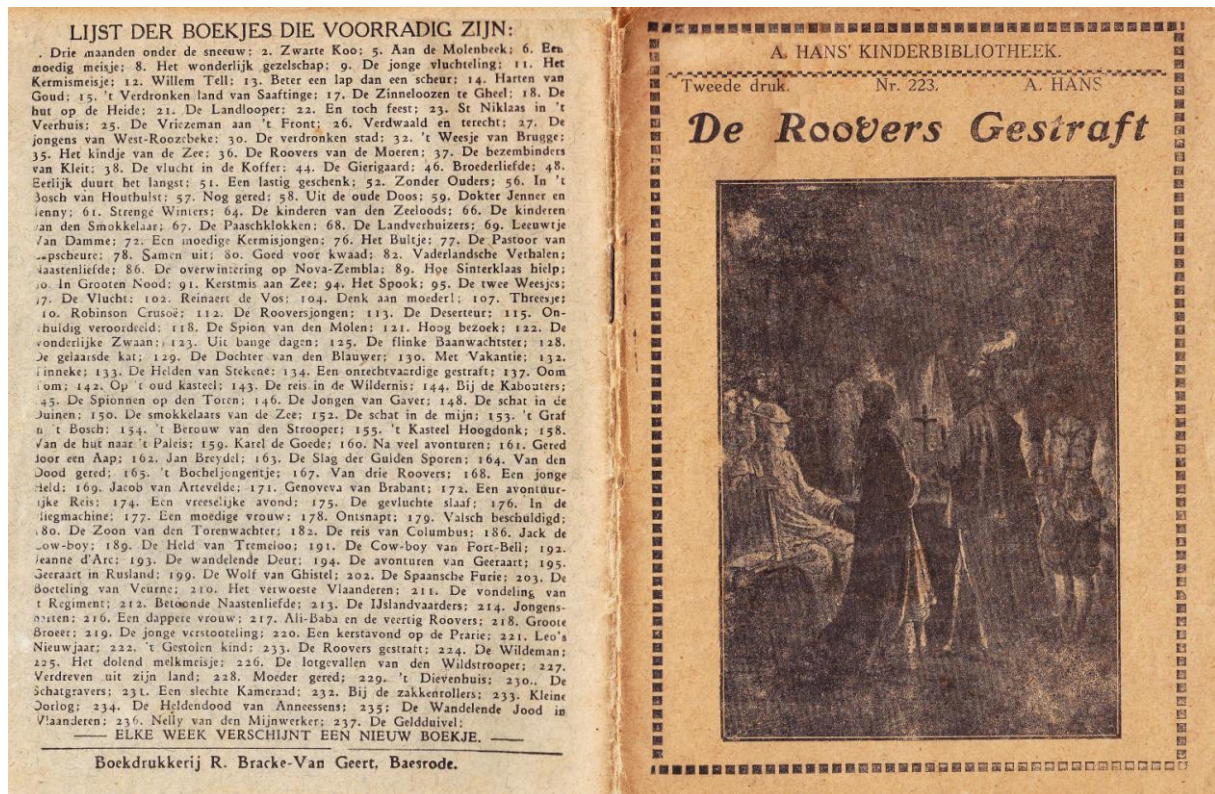 LIJST DER BOEKJES DIE VOORRADIG ZIJN:
. Drie maanden onder de sneeuw; 2. Zwarte Koo; 5. Aan de Molenbeek; 6. Een
moedig meisje; 8. Het wonderlijk gezelschap; 9. De jonge vluchteling; 11. Het
Kermismeisje; 12. Willem Tell; 13. Beter een lap dan een scheur; 14. Harten van
Goud; 15. 't Verdronken land van Saaftinge; 17. De Zinneloozen te Gheel; 18. De
hut op de Heide; 21. De Landlooper; 22. En toch feest; 23. St Niklaas in 't
Veerhuis; 25. De Vriezeman aan 't Front; 26. Verdwaald en terecht; 27. De
jongens van West-Roozebeke; 30. De verdronken stad; 32. 't Weesje van Brugge;
35. Het kindje van de Zee; 36. De Roovers van de Moeren; 37. De bezembinders
van Kleit; 38. De vlucht in de Koffer; 44. De Gierigaard; 46. Broederliefde; 48.
Eerlijk duurt het langst; 51. Een lastig geschenk; 52. Zonder Ouders; 56. In 't
Bosch van Houthulst; 57. Nog gered; 58. Uit de oude Doos; 59. Dokter Jenner en
Jenny; 61. Strenge Winters; 64. De kinderen van den Zeeloods; 66. De kinderen
van den Smokkelaar; 67. De Paaschklokken; 68. De Landverhuizers; 69. Leeuwtje
Van Damme; 72. Een moedige Kermisjongen; 76. Het Bultje; 77. De Pastoor van
pscheure; 78. Samen uit; 80. Goed voor kwaad; 82. Vaderlandsche Verhalen;
Naastenliefde; 86. De overwintering op Nova-Zembla; 89. Hoe Sinterklaas hielp;
o. In Grooten Nood; 91. Kerstmis aan Zee; 94. Het Spook; 95. De twee Weesjes;
7. De Vlucht; 102. Reinaert de Vos; 104. Denk aan moeder!; 107. Threesje;
10. Robinson Crusoë; 112. De Rooversjongen; 113. De Deserteur; 115. On-
huldig veroordeeld; 118. De Spion van den Molen; 121. Hoog bezoek; 122. De
vonderlijke Zwaan; 123. Uit bange dagen; 125. De flinke Baanwachtster; 128.
De gelaarsde kat; 129. De Dochter van den Blauwer; 130. Met Vakantie; 132.
Tinneke; 133. De Helden van Stekene; 134. Een onrechtvaardige gestraft; 137. Oom
Tom; 142. Op 't oud kasteel; 143. De reis in de Wildernis; 144. Bij de Kabouters;
45. De Spionnen op den Toren; 146. De Jongen van Gaver; 148. De schat in de
Duinen; 150. De smokkelaars van de Zee; 152. De schat in de mijn; 153. 't Graf
n 't Bosch; 154. 't Berouw van den Strooper; 155. 't Kasteel Hoogdonk; 158.
Van de hut naar 't Paleis; 159. Karel de Goede; 160. Na veel avonturen; 161. Gered
door een Aap; 162. Jan Breydel; 163. De Slag der Gulden Sporen; 164. Van den
Dood gered; 165. 't Bocheljongentje; 167. Van drie Roovers; 168. Een jonge
Held; 169. Jacob van Artevelde; 171. Genoveva van Brabant; 172. Een avontuur-
ijke Reis; 174. Een vreeselijke avond; 175. De gevluchte slaaf; 176. In de
liegmachine; 177. Een moedige vrouw; 178. Ontsnapt; 179. Valsch beschuldigd;
180. De Zoon van den Torenwachter; 182. De reis van Columbus; 186. Jack de
Cow-boy; 189. De Held van Tremeloo; 191. De Cow-boy van Fort-Bell; 192.
Jeanne d'Arc; 193. De wandelende Deur; 194. De avonturen van Geeraart; 195.
Geeraart in Rusland; 199. De Wolf van Ghistel; 202. De Spaansche Furie; 203. De
Boeteling van Veurne; 210. Het verwoeste Vlaanderen; 211. De vondeling van
t Regiment; 212. Betoonde Naastenliefde; 213. De IJslandvaarders; 214. Jongens-
216. Een dappere vrouw; 217. Ali-Baba en de veertig Roovers; 218. Groote
Broeer; 219. De jonge verstooteling; 220. Een kerstavond op de Prarie; 221. Leo's
Nieuwjaar; 222. 't Gestolen kind; 233. De Roovers gestraft; 224. De Wildeman;
225. Het dolend melkmeisje; 226. De lotgevallen van den Wildstrooper; 227.
Verdreven uit zijn land; 228. Moeder gered; 229. 't Dievenhuis; 230.. De
Schatgravers; 231. Een slechte Kameraad; 232. Bij de zakkenrollers; 233. Kleine
Oorlog; 234. De Heldendood van Anneessens; 235; De Wandelende Jood in
Vlaanderen; 236. Nelly van den Mijnwerker; 237. De Geldduivel;
—— ELKE WEEK VERSCHIJNT EEN NIEUW BOEKJE. ——
Boekdrukkerij R. Bracke-Van Geert, Baesrode.
A. HANS' KINDERBIBLIOTHEEK.
Tweede druk. Nr. 223. A. HANS
De Roovers Gestraft